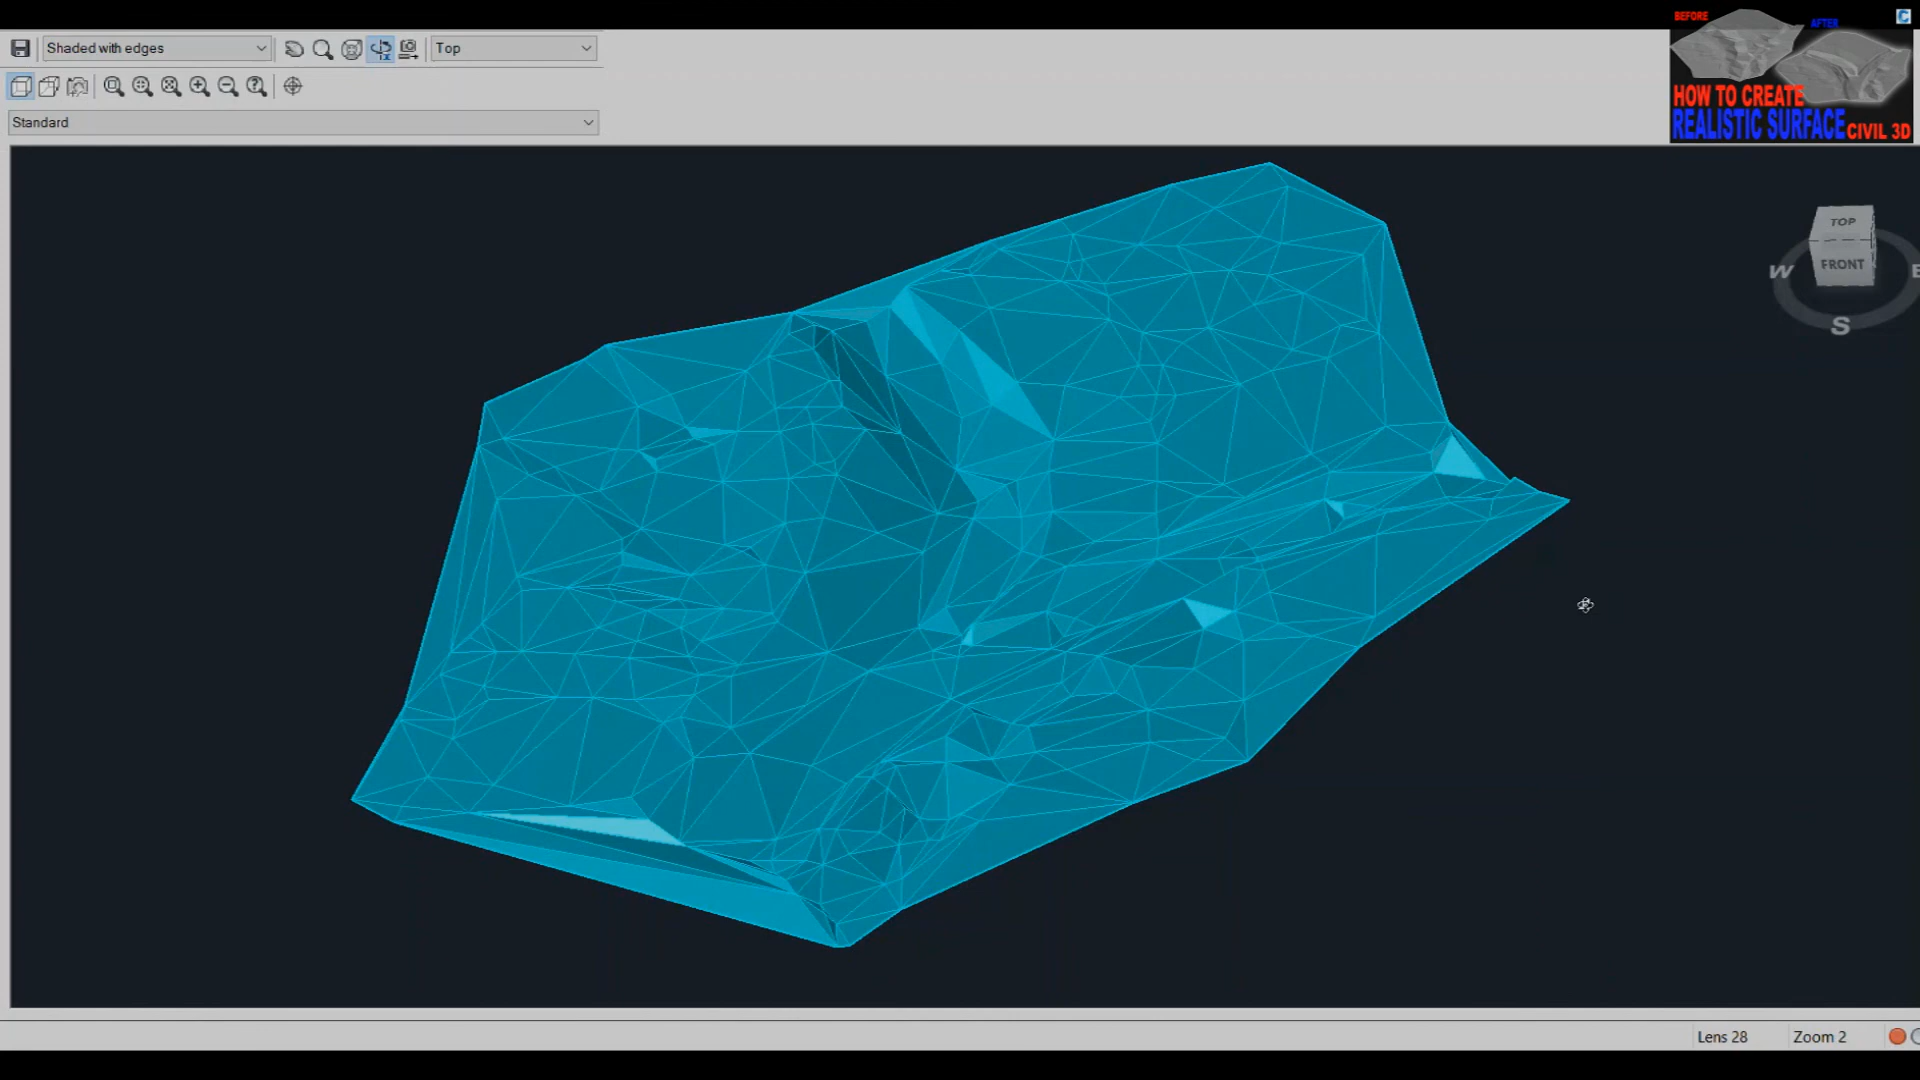 BEFORE
AFTER
HOW TO CREATE
REALISTIC SURFACE CIVIL 3D
Shaded with edges
Top
Standard
TOP
FRONT
W
E
S
Lens 28
Zoom 2